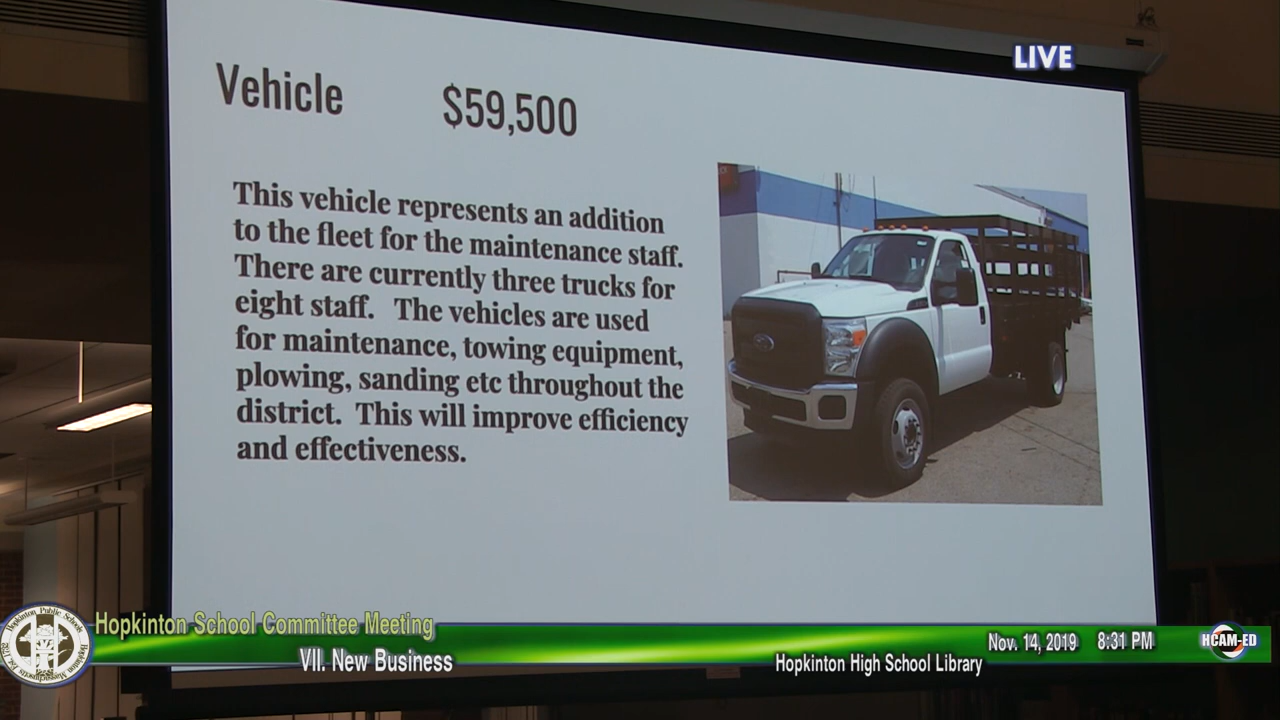 LIVE
Vehicle $59,500
This vehicle represents an addition
to the fleet for the maintenance staff.
There are currently three trucks for
eight staff. The vehicles are used
for maintenance, towing equipment,
plowing, sanding etc throughout the
district. This will improve efficiency
and effectiveness.
Hopkinton Public Schools
Hopkinton School Committee Meeting
VII. New Business
Hopkinton High School Library
Nov. 14, 2019 8:31 PM
HCAM-ED